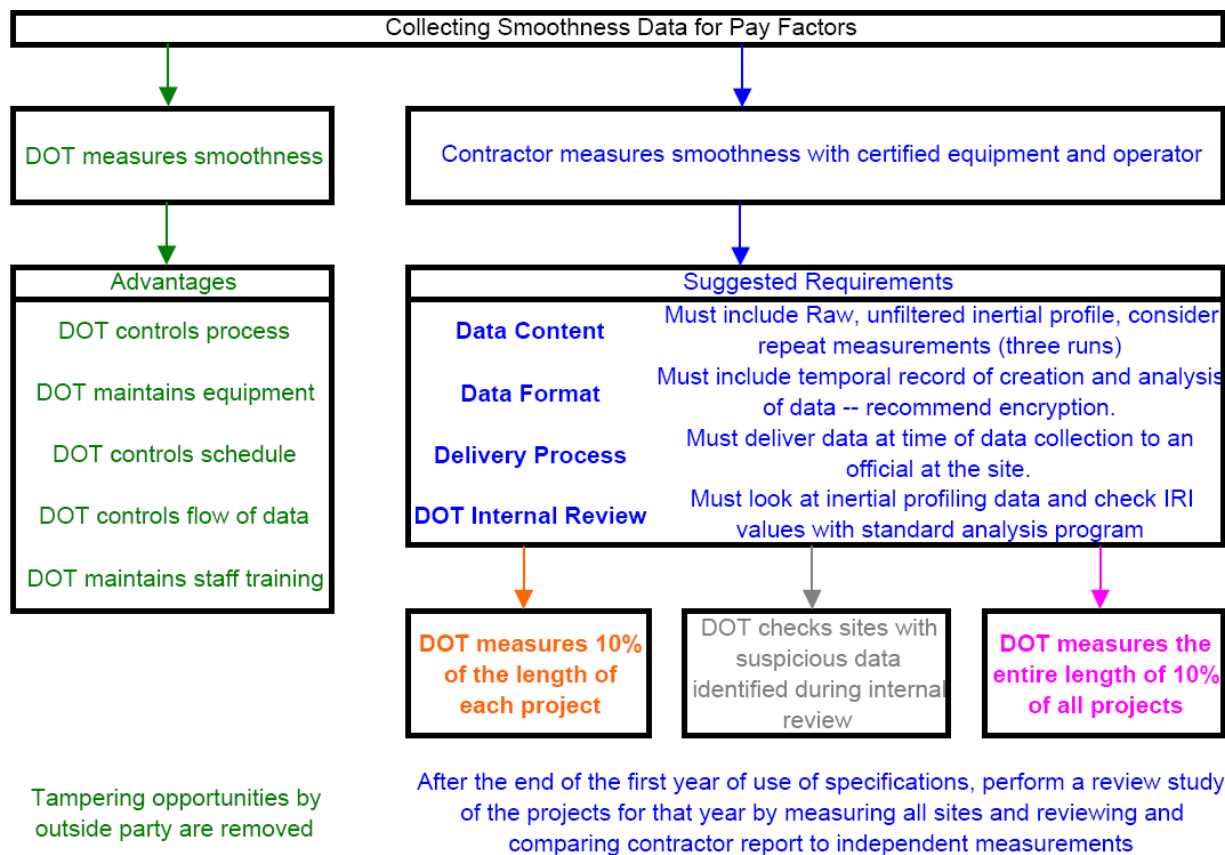 Collecting Smoothness Data for Pay Factors
DOT measures smoothness
Contractor measures smoothness with certified equipment and operator
Advantages
DOT controls process
DOT maintains equipment
DOT controls schedule
DOT controls flow of data
DOT maintains staff training
Suggested Requirements
Data Content
Must include Raw, unfiltered inertial profile, consider
repeat measurements (three runs)
Data Format
Must include temporal record of creation and analysis
of data -- recommend encryption.
Delivery Process
Must deliver data at time of data collection to an
official at the site.
DOT Internal Review
Must look at inertial profiling data and check IRI
values with standard analysis program
DOT measures 10%
of the length of
each project
DOT checks sites with
suspicious data
identified during internal
review
DOT measures the
entire length of 10%
of all projects
Tampering opportunities by
outside party are removed
After the end of the first year of use of specifications, perform a review study
of the projects for that year by measuring all sites and reviewing and
comparing contractor report to independent measurements